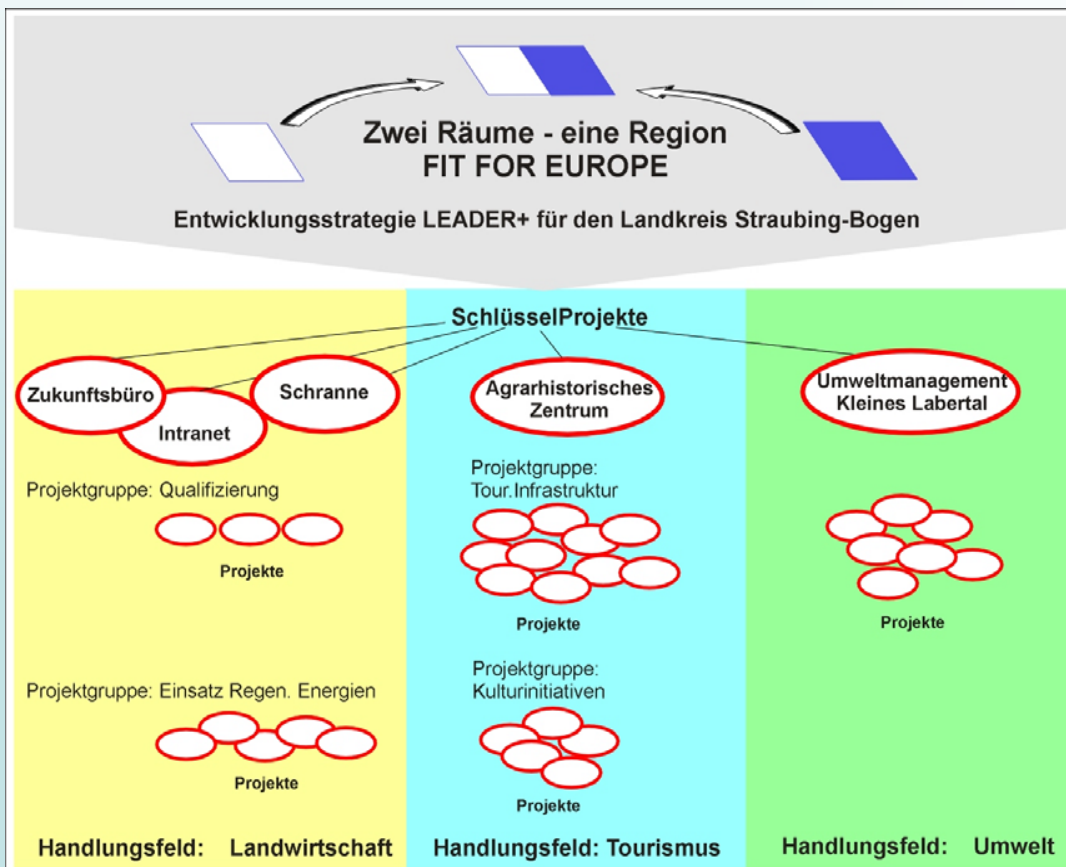 Zwei Räume - eine Region
FIT FOR EUROPE
Entwicklungsstrategie LEADER+ für den Landkreis Straubing-Bogen
SchlüsselProjekte
Zukunftsbüro
Intranet
Schranne
Projektgruppe: Qualifizierung
Projekte
Projektgruppe: Einsatz Regen. Energien
Projekte
Handlungsfeld: Landwirtschaft
Agrarhistorisches
Zentrum
Projektgruppe:
Tour.Infrastruktur
Projekte
Projektgruppe:
Kulturinitiativen
Projekte
Handlungsfeld: Tourismus
Umweltmanagement
Kleines Labertal
Projekte
Handlungsfeld: Umwelt